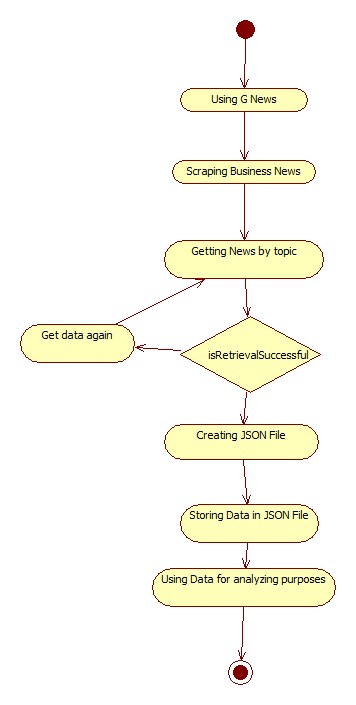 Using G News
Scraping Business News
Getting News by topic
Get data again
isRetrievalSuccessful
Creating JSON File
Storing Data in JSON File
Using Data for analyzing purposes